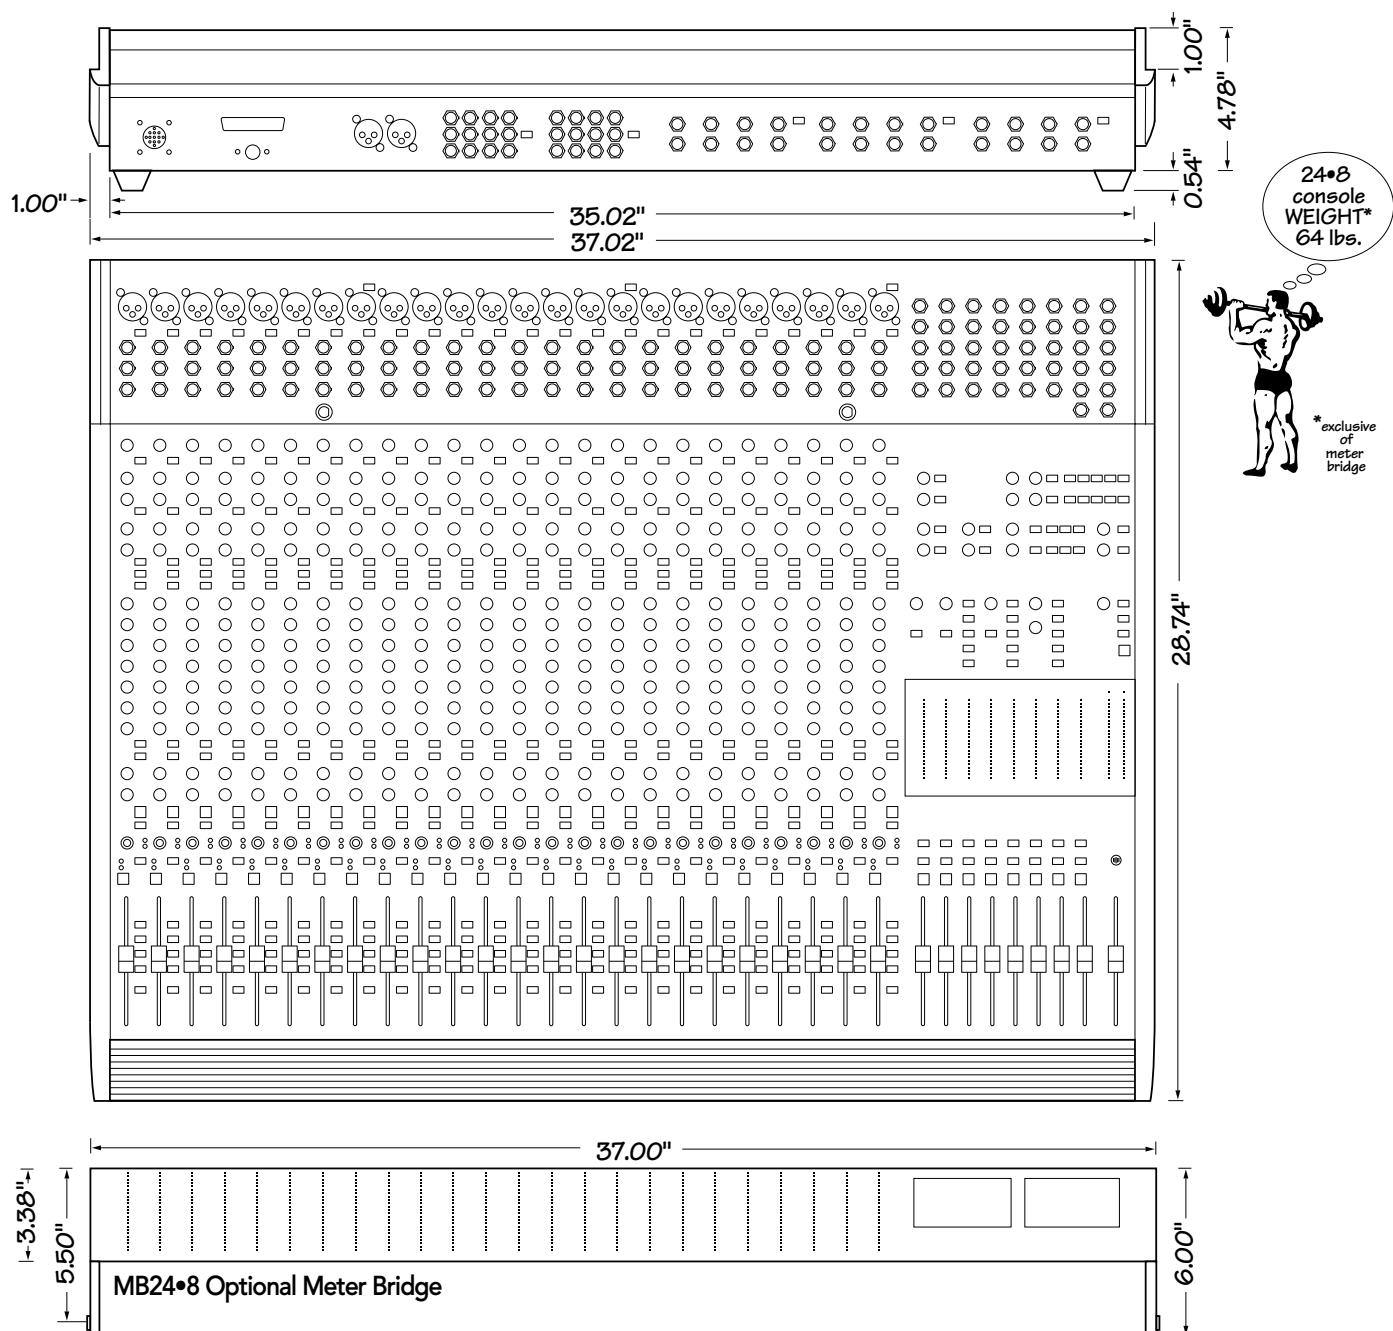 1.00"
4.78"
0.54"
1.00"
35.02"
37.02"
24•8
console
WEIGHT*
64 lbs.
*exclusive
of
meter
bridge
28.74"
37.00"
3.38"
5.50"
6.00"
MB24•8 Optional Meter Bridge